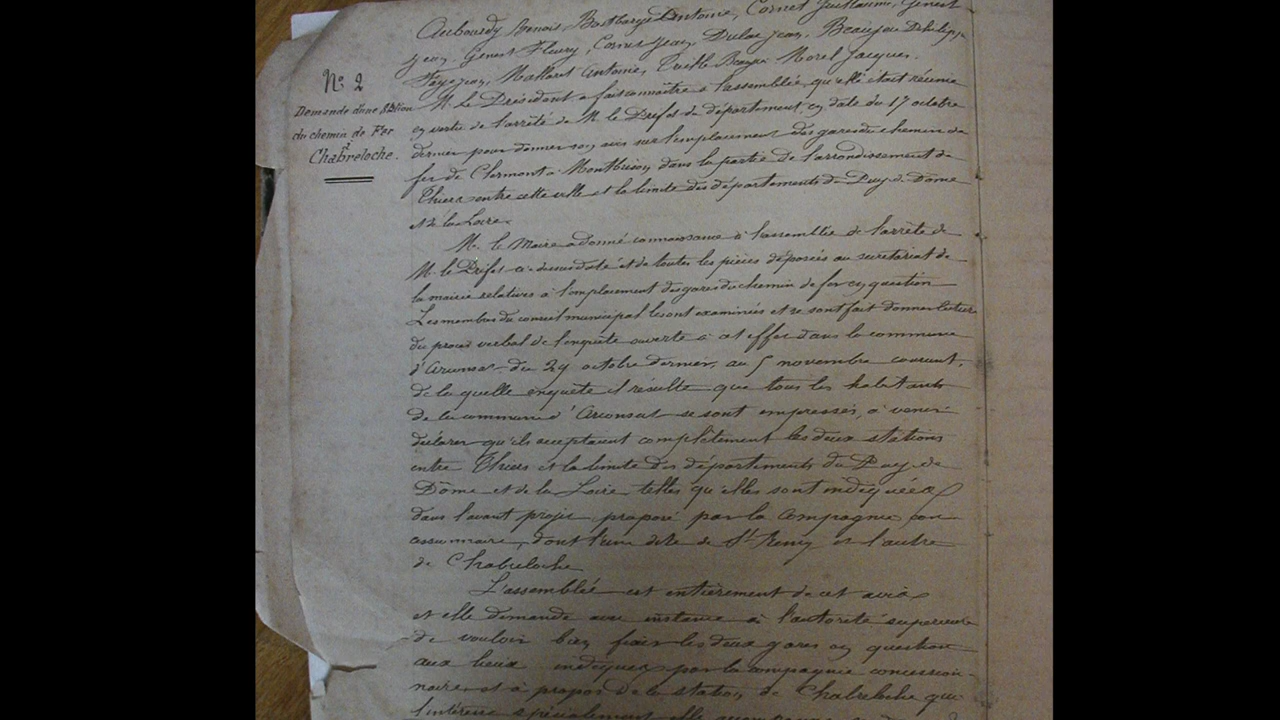 N° 2
Demande d'une Station
du chemin de Fer
à
Chabreloche.
Benoit, Antoine, Cornet Guillaume, Genest
Jean, Genest Fleury, Cornet Jean, Dulac Jean, Beaujeu Philippe
Faye Jean, Mallaret Antoine, Morel Jacques.
M. le Président a fait connaître à l'assemblée, qu'elle était réunie
en vertu de l'arrêté de M. le Préfet du département en date du 17 octobre
dernier pour donner son avis sur l'emplacement des gares du chemin de
fer de Clermont à Montbrison, dans la partie de l'arrondissement de
Thiers entre cette ville et la limite des départements du Puy-de-Dôme
et de la Loire.
M. le Maire a donné connaissance à l'assemblée de l'arrêté de
M. le Préfet ci-dessus daté et de toutes les pièces déposées au secrétariat de
la mairie relatives à l'emplacement des gares du chemin de fer en question
Les membres du conseil municipal les ont examinées et se sont fait donner lecture
du procès verbal de l'enquête ouverte à cet effet dans la commune
d'Arconsat du 29 octobre dernier, au 5 novembre courant,
de laquelle enquête il résulte que tous les habitants
de la commune d'Arconsat se sont empressés, à venir
déclarer qu'ils acceptaient complètement les deux stations
entre Thiers et la limite des départements du Puy-de
Dôme et de la Loire telles qu'elles sont indiquées
dans l'avant projet proposé par la compagnie con-
cessionnaire, dont l'une dite de St Remy et l'autre
de Chabreloche
L'assemblée est entièrement de cet avis
et elle demande avec instance à l'autorité supérieure
de vouloir bien fixer les deux gares en question
aux lieux indiqués par la compagnie concession-
naire et à propos de la station de Chabreloche qui
l'intéresse spécialement elle